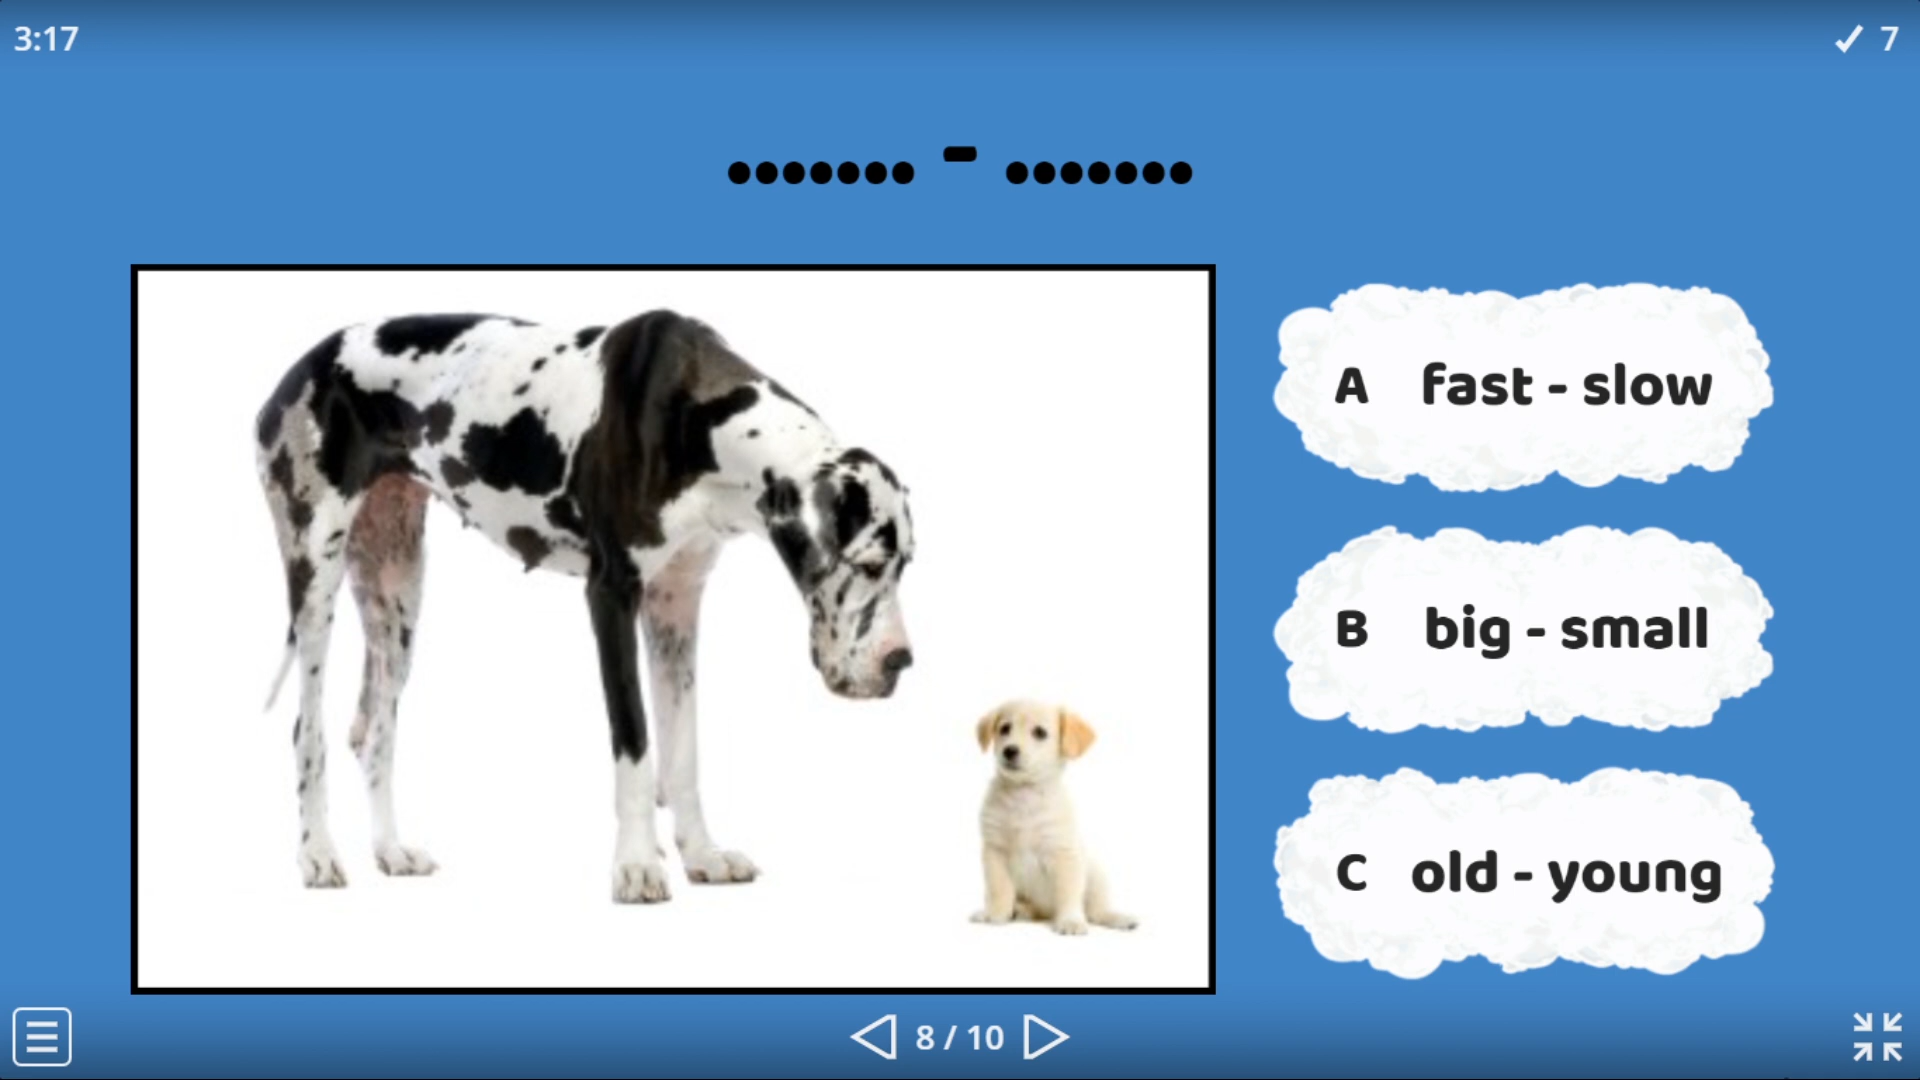 3:17
✓ 7
....... - .......
A fast - slow
B big - small
C old - young
8 / 10